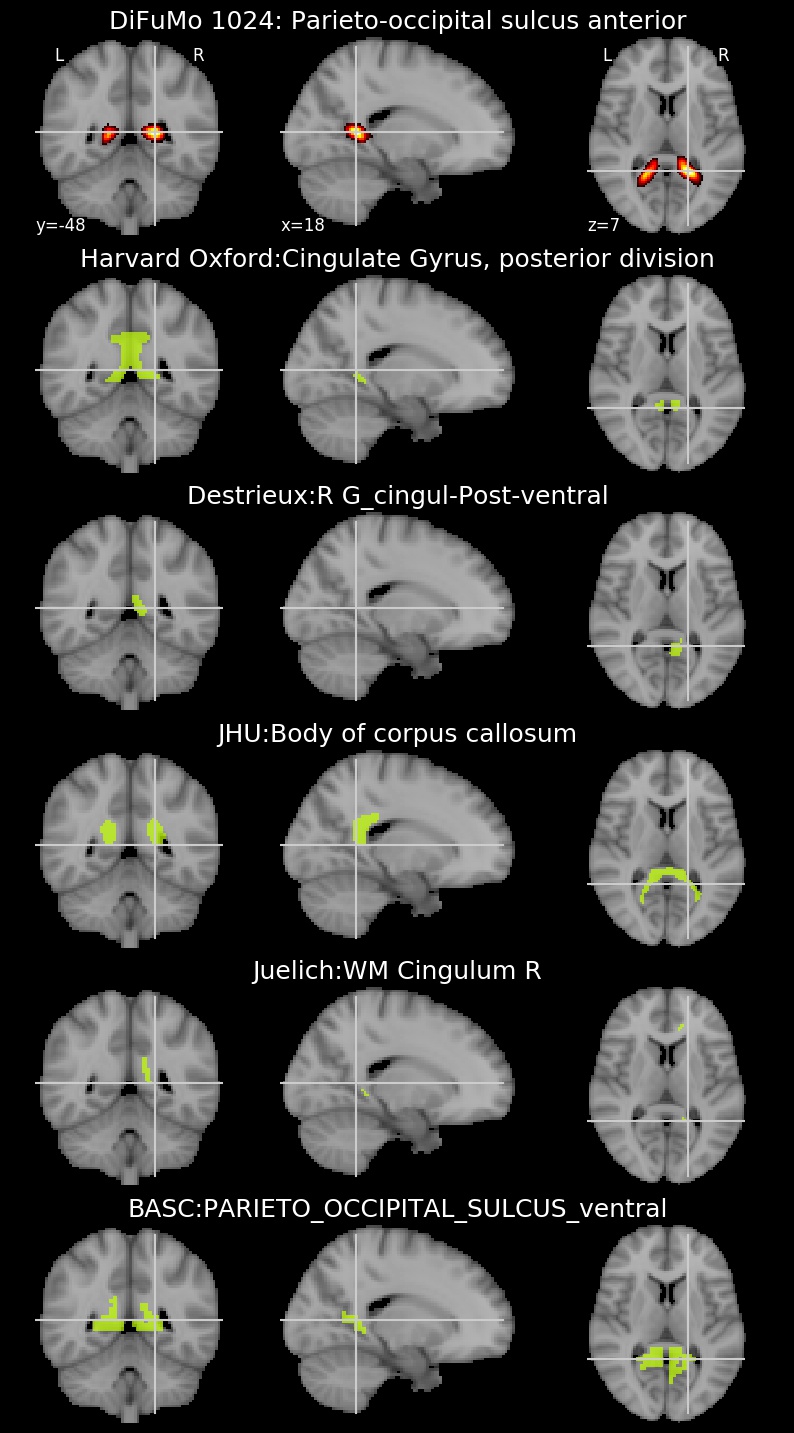 DiFuMo 1024: Parieto-occipital sulcus anterior
L R L R
y=-48 x=18 z=7
Harvard Oxford:Cingulate Gyrus, posterior division
Destrieux:R G_cingul-Post-ventral
JHU:Body of corpus callosum
Juelich:WM Cingulum R
BASC:PARIETO_OCCIPITAL_SULCUS_ventral